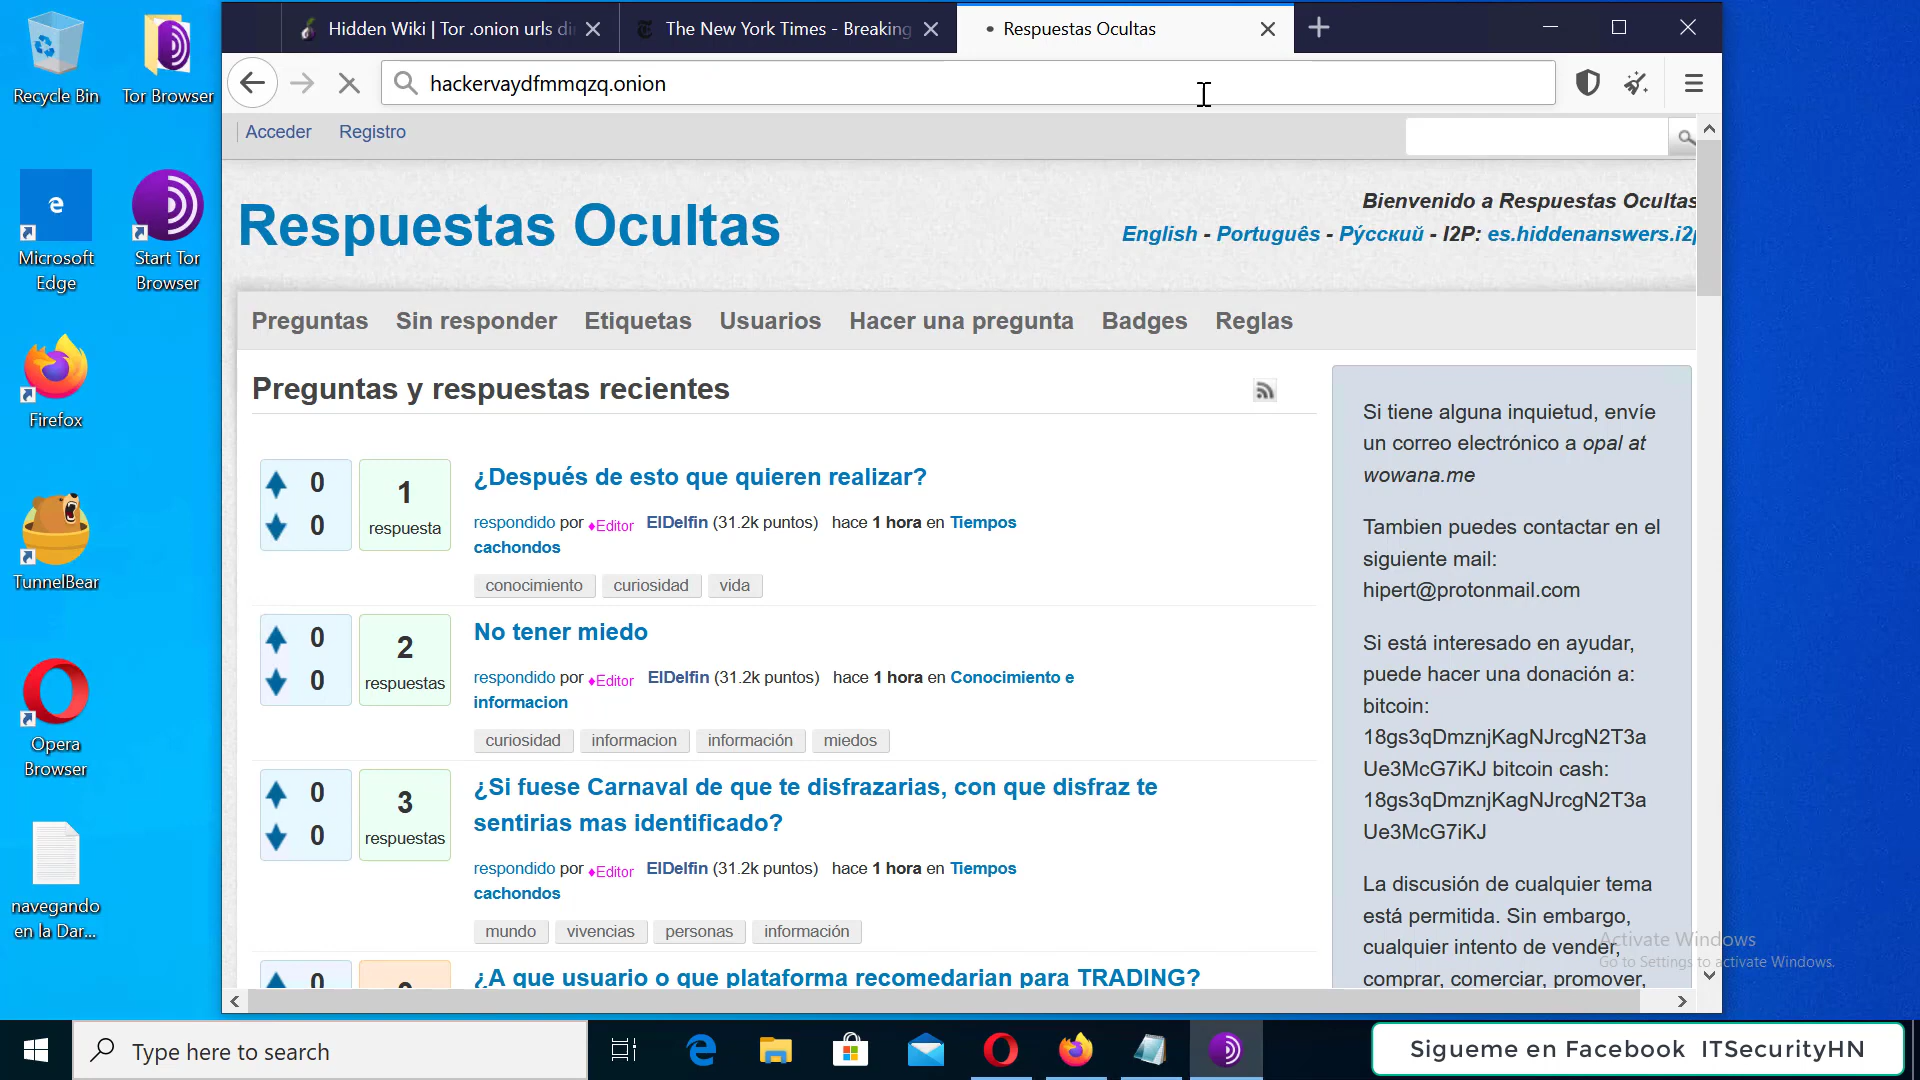 Recycle Bin
Tor Browser
Microsoft
Edge
Start Tor
Browser
Firefox
TunnelBear
Opera
Browser
navegando
en la Dar...
Hidden Wiki | Tor .onion urls di
The New York Times - Breaking
Respuestas Ocultas
hackervaydfmmqzq.onion
Acceder
Registro
Respuestas Ocultas
Bienvenido a Respuestas Ocultas
English - Português - Рýсский - I2P: es.hiddenanswers.i2p
Preguntas
Sin responder
Etiquetas
Usuarios
Hacer una pregunta
Badges
Reglas
Preguntas y respuestas recientes
0
0
1
respuesta
¿Después de esto que quieren realizar?
respondido por ♦Editor ElDelfin (31.2k puntos) hace 1 hora en Tiempos
cachondos
conocimiento
curiosidad
vida
0
0
2
respuestas
No tener miedo
respondido por ♦Editor ElDelfin (31.2k puntos) hace 1 hora en Conocimiento e
informacion
curiosidad
informacion
información
miedos
0
0
3
respuestas
¿Si fuese Carnaval de que te disfrazarias, con que disfraz te
sentirias mas identificado?
respondido por ♦Editor ElDelfin (31.2k puntos) hace 1 hora en Tiempos
cachondos
mundo
vivencias
personas
información
0
¿A que usuario o que plataforma recomedarian para TRADING?
Si tiene alguna inquietud, envíe
un correo electrónico a opal at
wowana.me
Tambien puedes contactar en el
siguiente mail:
hipert@protonmail.com
Si está interesado en ayudar,
puede hacer una donación a:
bitcoin:
18gs3qDmznjKagNJrcgN2T3a
Ue3McG7iKJ bitcoin cash:
18gs3qDmznjKagNJrcgN2T3a
Ue3McG7iKJ
La discusión de cualquier tema
está permitida. Sin embargo,
cualquier intento de vender,
comprar, comerciar, promover,
Activate Windows
Go to Settings to activate Windows.
Type here to search
Sigueme en Facebook ITSecurityHN